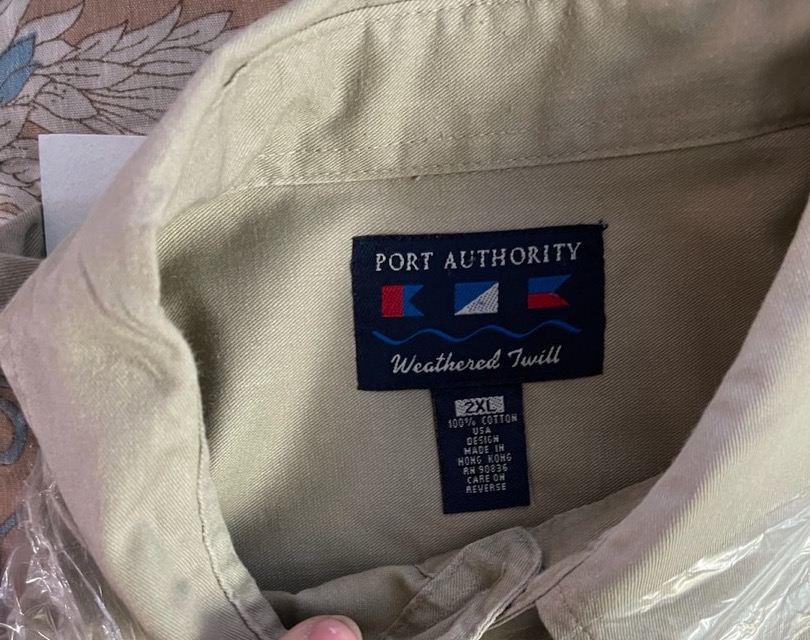 PORT AUTHORITY
Weathered Twill
2XL
100% COTTON
USA
DESIGN
MADE IN
HONG KONG
RN 90836
CARE ON
REVERSE